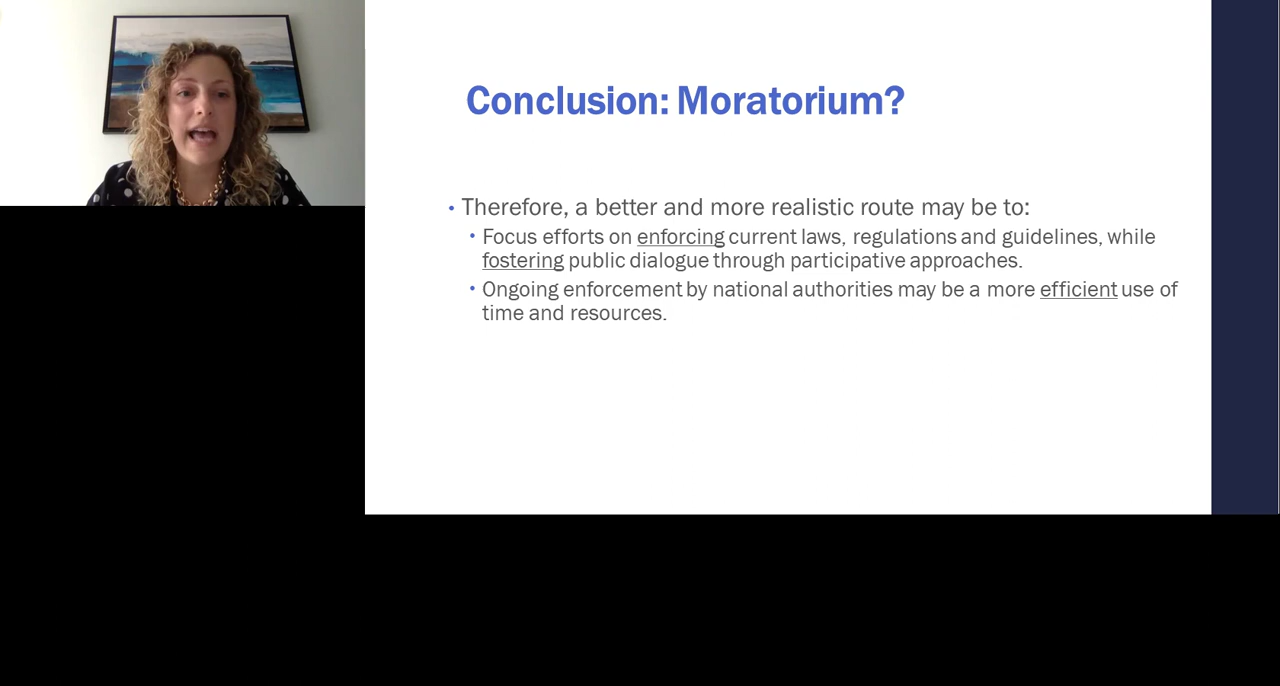 Conclusion: Moratorium?
• Therefore, a better and more realistic route may be to:
• Focus efforts on enforcing current laws, regulations and guidelines, while
fostering public dialogue through participative approaches.
• Ongoing enforcement by national authorities may be a more efficient use of
time and resources.